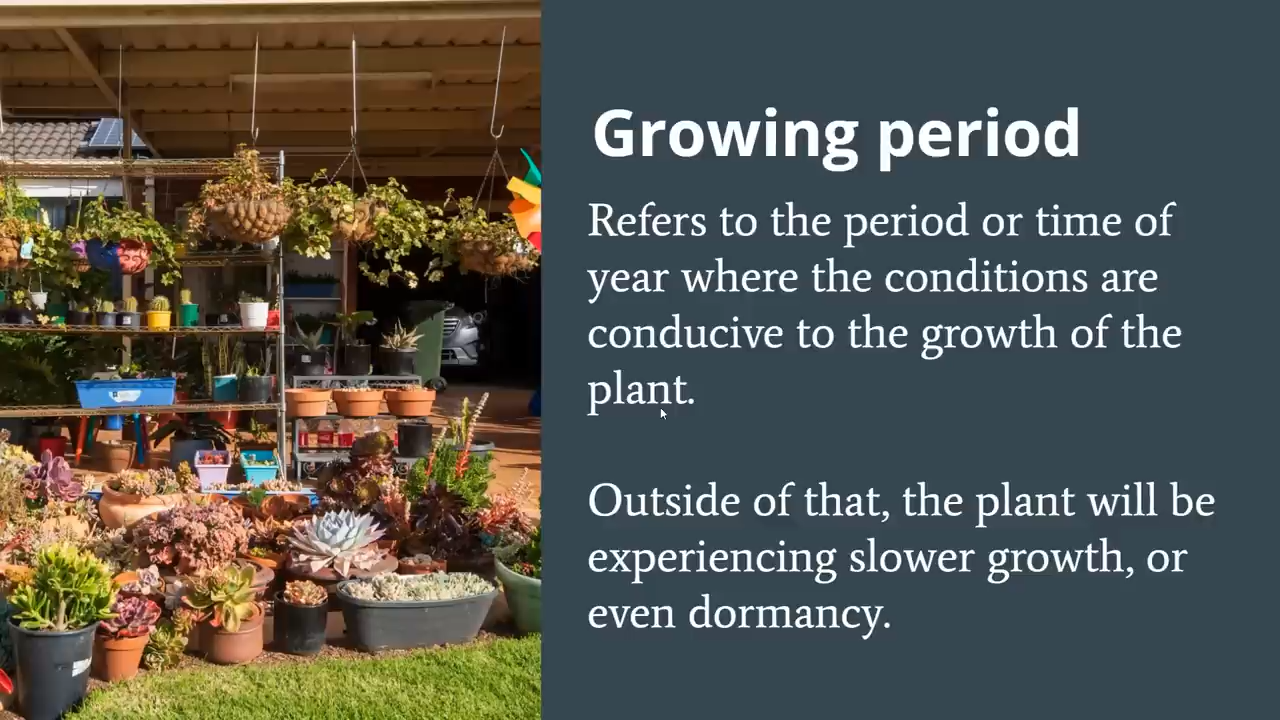 Growing period
Refers to the period or time of
year where the conditions are
conducive to the growth of the
plant.
Outside of that, the plant will be
experiencing slower growth, or
even dormancy.